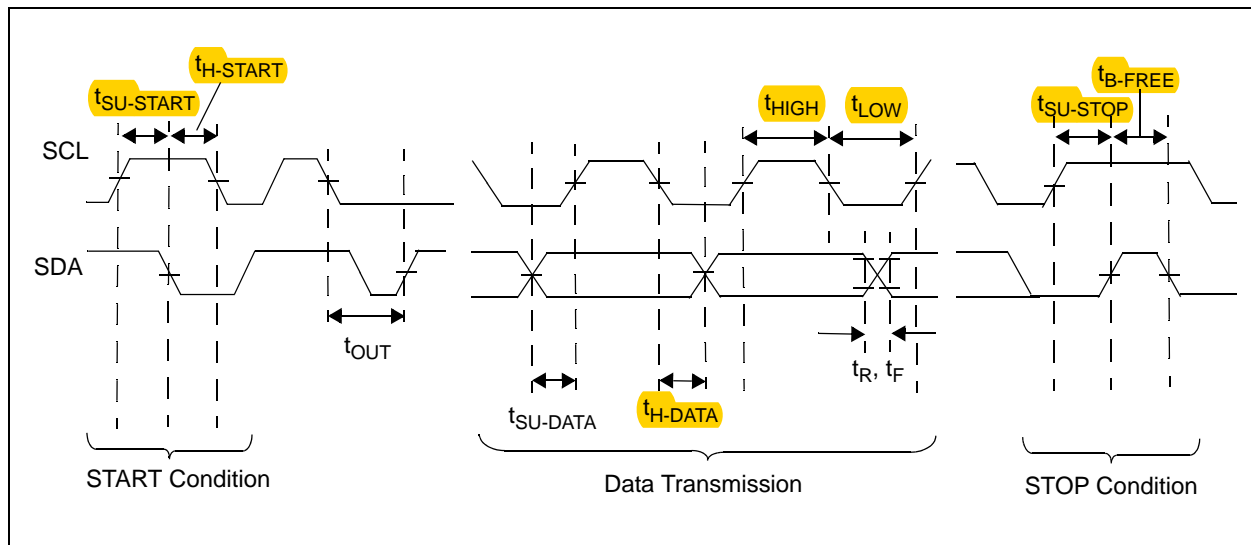 tH-START
tSU-START
tB-FREE
tHIGH
tLOW
tSU-STOP
SCL
SDA
tOUT
tR, tF
tSU-DATA
tH-DATA
START Condition
Data Transmission
STOP Condition